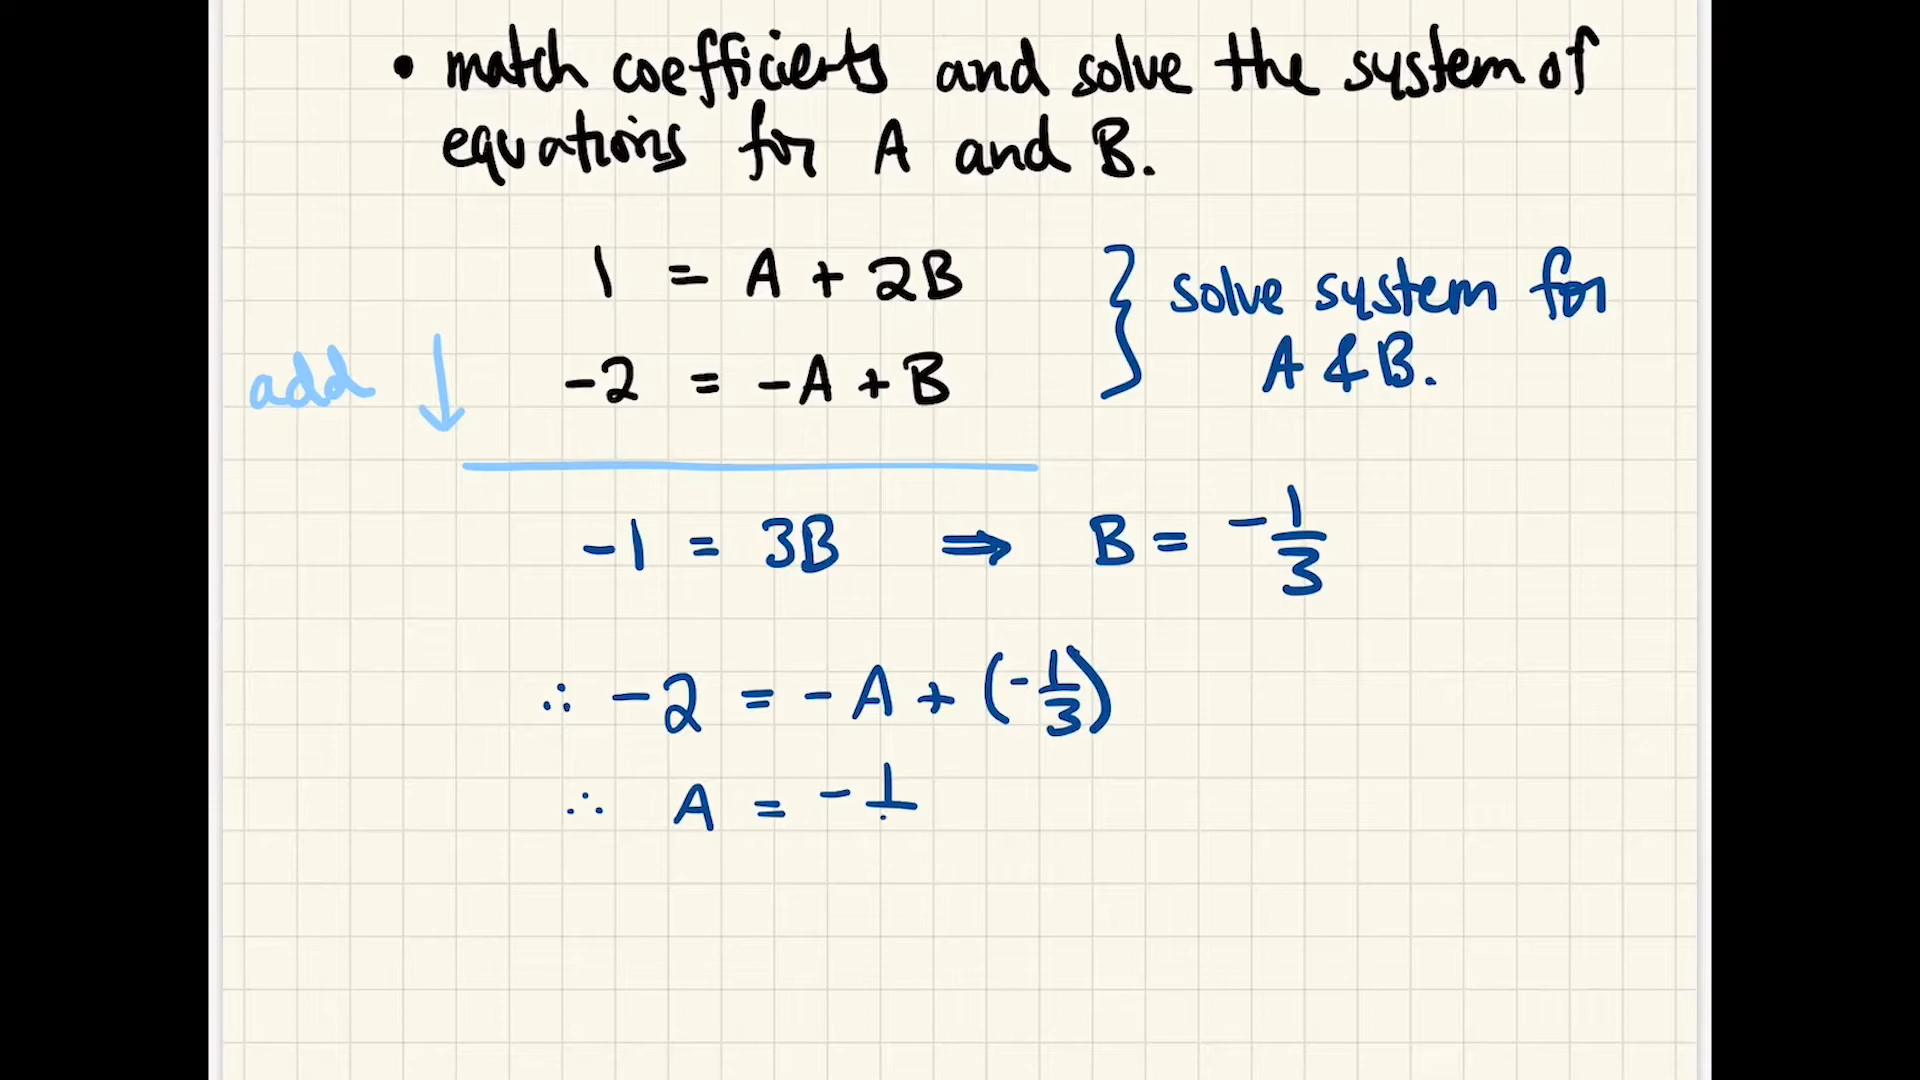 • match coefficients and solve the system of
equations for A and B.
1 = A + 2B
-2 = -A + B
} solve system for
A & B.
add ↓
-1 = 3B ⇒ B = -1/3
∴ -2 = -A + (-1/3)
∴ A = -1